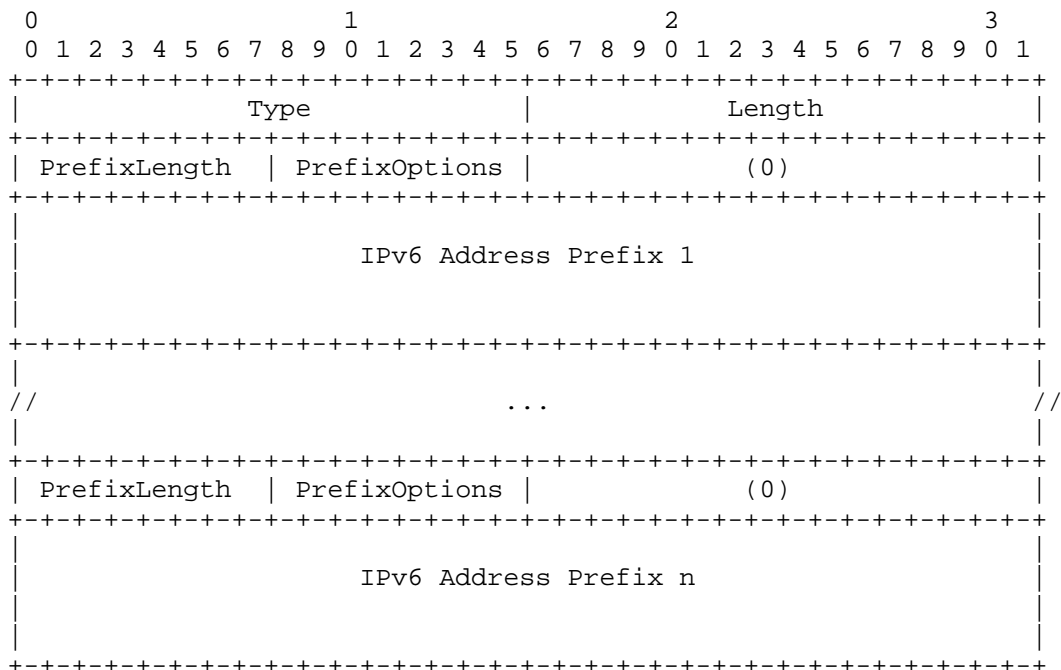 0                   1                   2                   3
 0 1 2 3 4 5 6 7 8 9 0 1 2 3 4 5 6 7 8 9 0 1 2 3 4 5 6 7 8 9 0 1
+-+-+-+-+-+-+-+-+-+-+-+-+-+-+-+-+-+-+-+-+-+-+-+-+-+-+-+-+-+-+-+-+
|              Type             |            Length             |
+-+-+-+-+-+-+-+-+-+-+-+-+-+-+-+-+-+-+-+-+-+-+-+-+-+-+-+-+-+-+-+-+
| PrefixLength  | PrefixOptions |             (0)               |
+-+-+-+-+-+-+-+-+-+-+-+-+-+-+-+-+-+-+-+-+-+-+-+-+-+-+-+-+-+-+-+-+
|                                                               |
|                     IPv6 Address Prefix 1                     |
|                                                               |
|                                                               |
+-+-+-+-+-+-+-+-+-+-+-+-+-+-+-+-+-+-+-+-+-+-+-+-+-+-+-+-+-+-+-+-+
|                                                               |
//                              ...                              //
|                                                               |
+-+-+-+-+-+-+-+-+-+-+-+-+-+-+-+-+-+-+-+-+-+-+-+-+-+-+-+-+-+-+-+-+
| PrefixLength  | PrefixOptions |             (0)               |
+-+-+-+-+-+-+-+-+-+-+-+-+-+-+-+-+-+-+-+-+-+-+-+-+-+-+-+-+-+-+-+-+
|                                                               |
|                     IPv6 Address Prefix n                     |
|                                                               |
|                                                               |
+-+-+-+-+-+-+-+-+-+-+-+-+-+-+-+-+-+-+-+-+-+-+-+-+-+-+-+-+-+-+-+-+